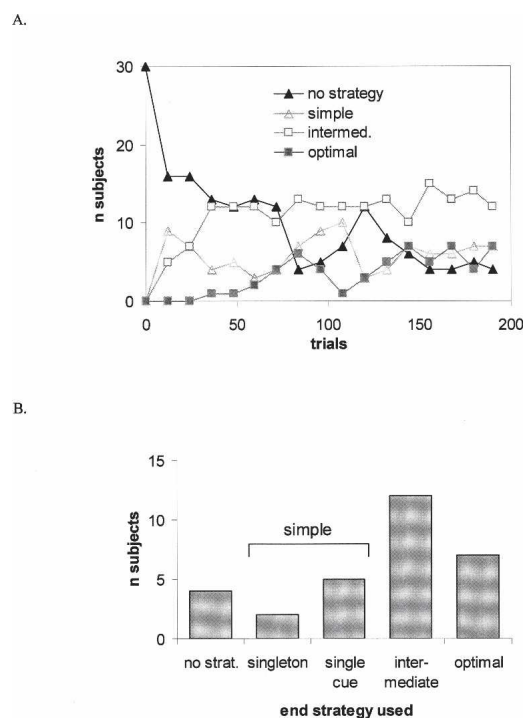 A.
30
20
10
0
n subjects
no strategy
simple
intermed.
optimal
0
50
100
150
200
trials
B.
15
10
5
0
n subjects
simple
no strat.
singleton
single
cue
inter-
mediate
optimal
end strategy used